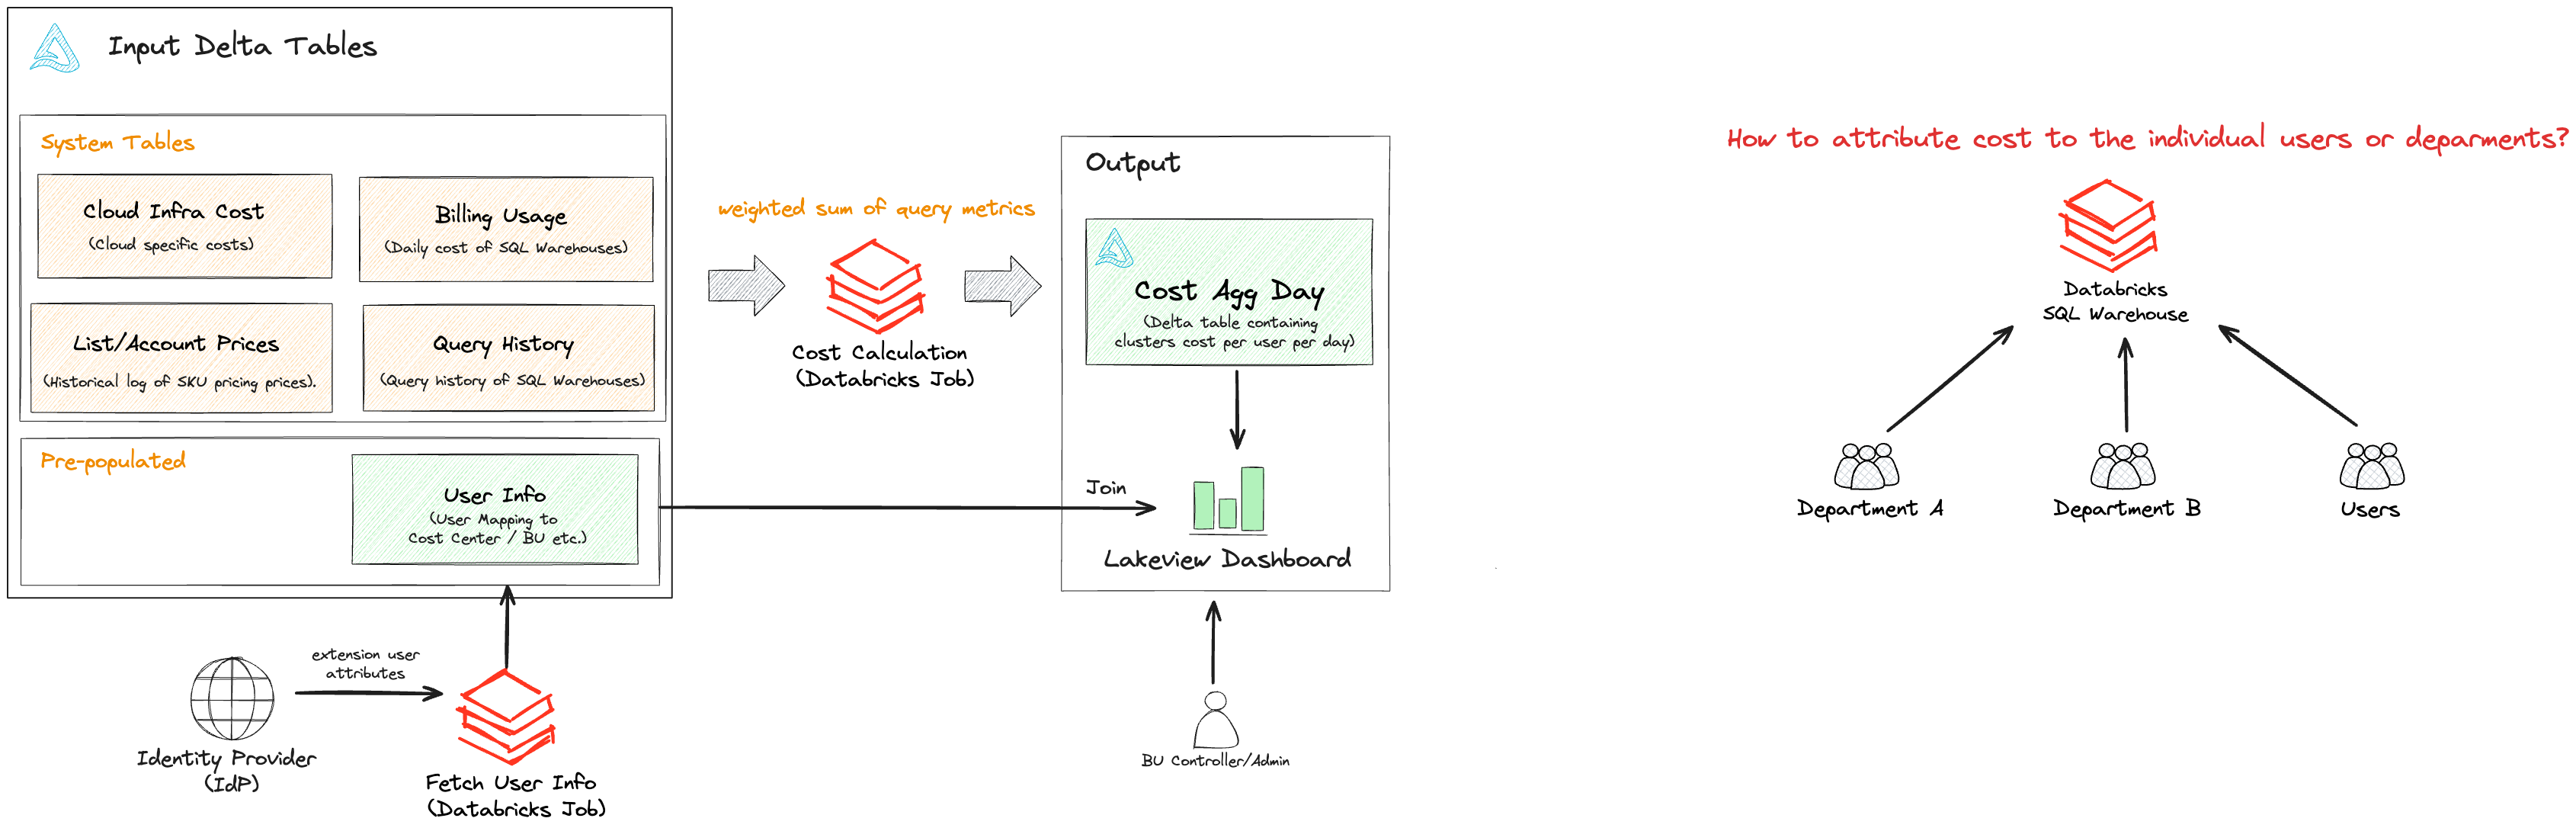 Input Delta Tables
System Tables
Cloud Infra Cost
(Cloud specific costs)
Billing Usage
(Daily cost of SQL Warehouses)
List/Account Prices
(Historical log of SKU pricing prices).
Query History
(Query history of SQL Warehouses)
Pre-populated
User Info
(User Mapping to
Cost Center / BU etc.)
extension user
attributes
Identity Provider
(IdP)
Fetch User Info
(Databricks Job)
weighted sum of query metrics
Cost Calculation
(Databricks Job)
Output
Cost Agg Day
(Delta table containing
clusters cost per user per day)
Join
Lakeview Dashboard
BU Controller/Admin
How to attribute cost to the individual users or deparments?
Databricks
SQL Warehouse
Department A
Department B
Users